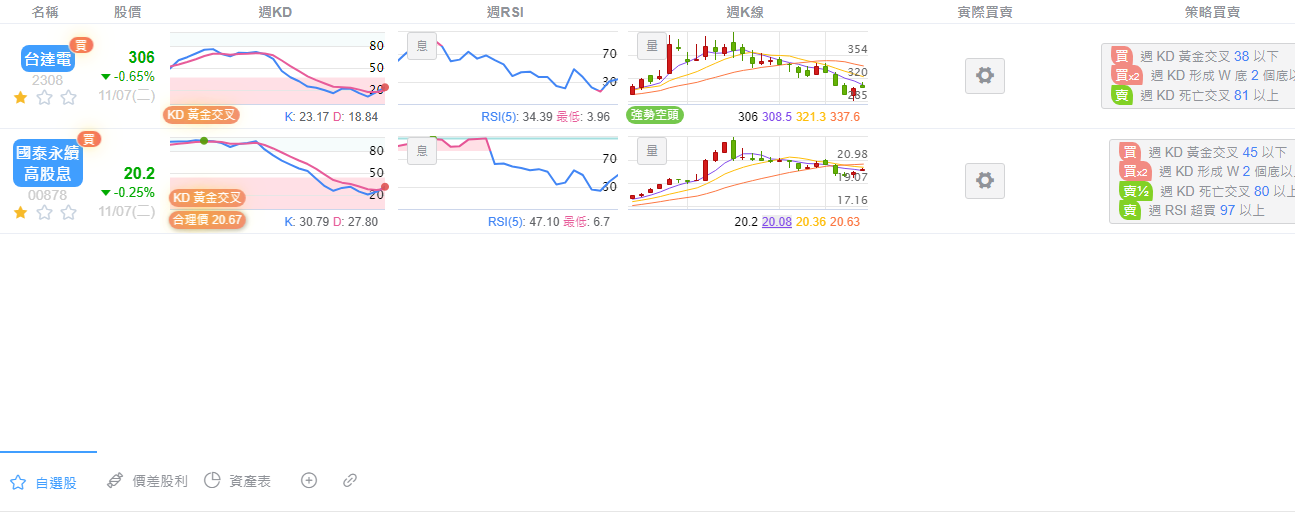 名稱 股價 週KD 週RSI 週K線 實際買賣 策略買賣
台達電 買
2308
306
-0.65%
11/07(二)
80
50
20
KD 黃金交叉
K: 23.17 D: 18.84
息
70
30
RSI(5): 34.39 最低: 3.96
量
354
320
285
強勢空頭
306 308.5 321.3 337.6
買 週 KD 黃金交叉 38 以下
買x2 週 KD 形成 W 底 2 個底以
賣 週 KD 死亡交叉 81 以上
國泰永續 買
高股息
00878
20.2
-0.25%
11/07(二)
80
50
20
KD 黃金交叉
合理價 20.67
K: 30.79 D: 27.80
息
70
30
RSI(5): 47.10 最低: 6.7
量
20.98
19.07
17.16
20.2 20.08 20.36 20.63
買 週 KD 黃金交叉 45 以下
買x2 週 KD 形成 W 2 個底以
賣½ 週 KD 死亡交叉 80 以上
賣 週 RSI 超買 97 以上
自選股 價差股利 資產表